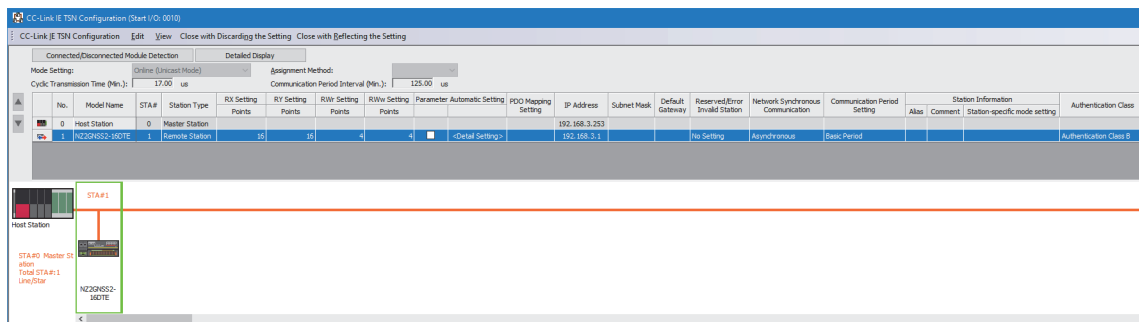 CC-Link IE TSN Configuration (Start I/O: 0010)
CC-Link IE TSN Configuration Edit View Close with Discarding the Setting Close with Reflecting the Setting
Connected/Disconnected Module Detection Detailed Display
Mode Setting: Online (Unicast Mode) Assignment Method:
Cyclic Transmission Time (Min.): 17.00 us Communication Period Interval (Min.): 125.00 us
No. Model Name STA# Station Type RX Setting RY Setting RWr Setting RWw Setting Parameter Automatic Setting PDO Mapping Setting IP Address Subnet Mask Default Gateway Reserved/Error Invalid Station Network Synchronous Communication Communication Period Setting Station Information Authentication Class
Points Points Points Points Alias Comment Station-specific mode setting
0 Host Station 0 Master Station 192.168.3.253
1 NZ2GNSS2-16DTE 1 Remote Station 16 16 4 4 <Detail Setting> 192.168.3.1 No Setting Asynchronous Basic Period Authentication Class B
STA#1
Host Station
STA#0 Master St
ation
Total STA#:1
Line/Star
NZ2GNSS2-
16DTE